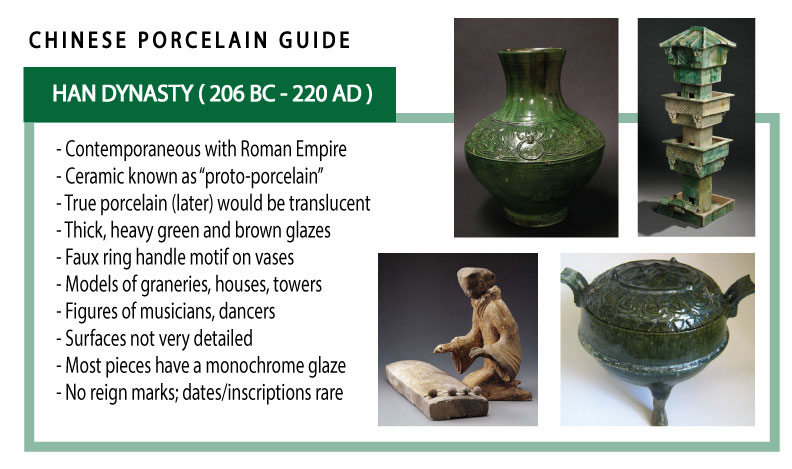 CHINESE PORCELAIN GUIDE
HAN DYNASTY ( 206 BC - 220 AD )
- Contemporaneous with Roman Empire
- Ceramic known as “proto-porcelain”
- True porcelain (later) would be translucent
- Thick, heavy green and brown glazes
- Faux ring handle motif on vases
- Models of graneries, houses, towers
- Figures of musicians, dancers
- Surfaces not very detailed
- Most pieces have a monochrome glaze
- No reign marks; dates/inscriptions rare